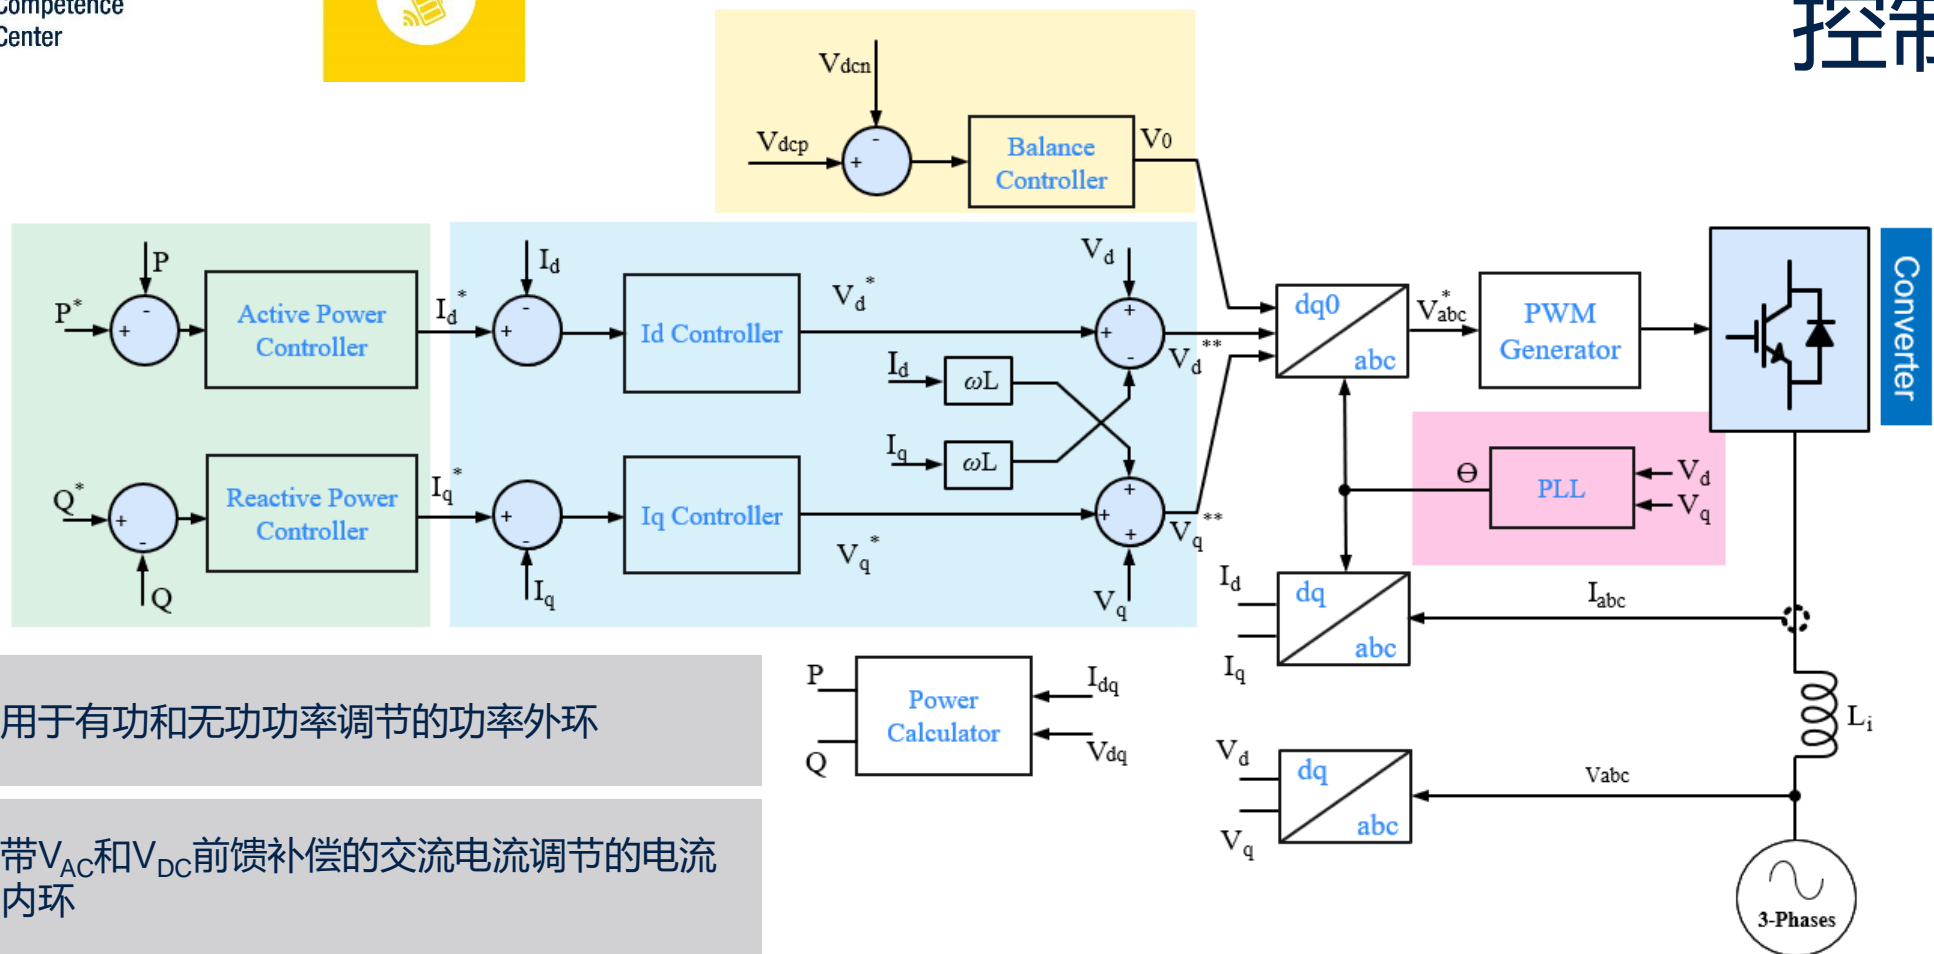 Competence
Center
控制
Vdcn
Vdcp
-
+
Balance
Controller
V0
P
P*
-
+
Active Power
Controller
Id*
Id
-
+
Id Controller
Vd*
Vd
+
+
-
Vd**
Id
ωL
Iq
ωL
Q*
+
-
Q
Reactive Power
Controller
Iq*
+
-
Iq
Iq Controller
Vq*
+
+
+
Vq
Vq**
dq0
abc
V*abc
PWM
Generator
Converter
Θ
PLL
Vd
Vq
Id
Iq
dq
abc
Iabc
Li
P
Q
Power
Calculator
Idq
Vdq
Vd
Vq
dq
abc
Vabc
3-Phases
用于有功和无功功率调节的功率外环
带VAC和VDC前馈补偿的交流电流调节的电流
内环